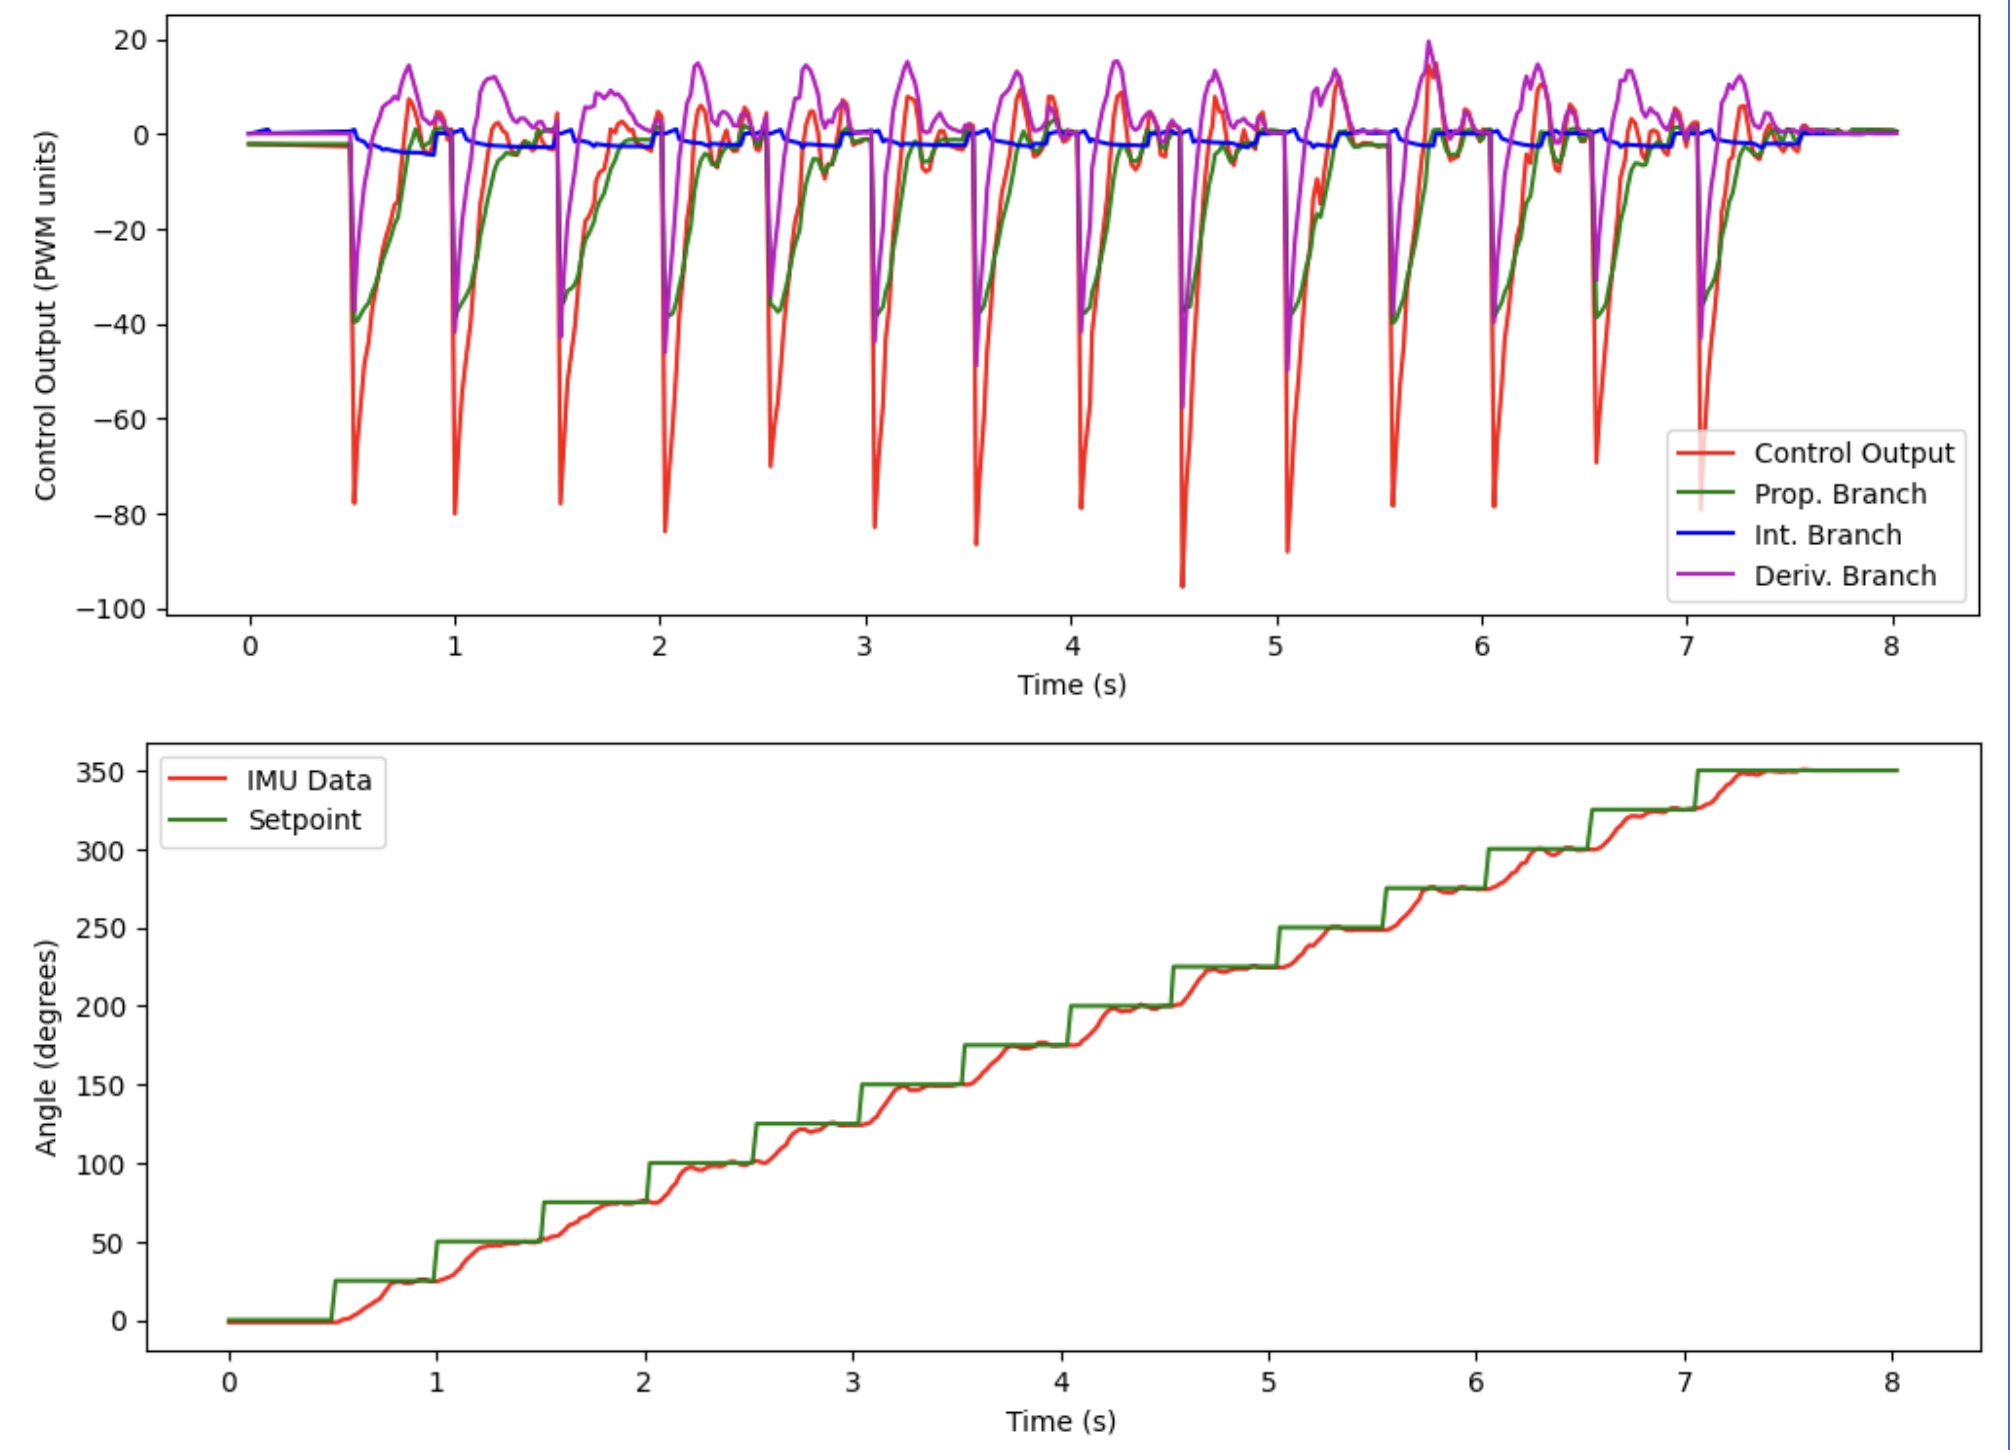 Control Output (PWM units)
20
0
−20
−40
−60
−80
−100
Control Output
Prop. Branch
Int. Branch
Deriv. Branch
0 1 2 3 4 5 6 7 8
Time (s)
Angle (degrees)
350
300
250
200
150
100
50
0
IMU Data
Setpoint
0 1 2 3 4 5 6 7 8
Time (s)